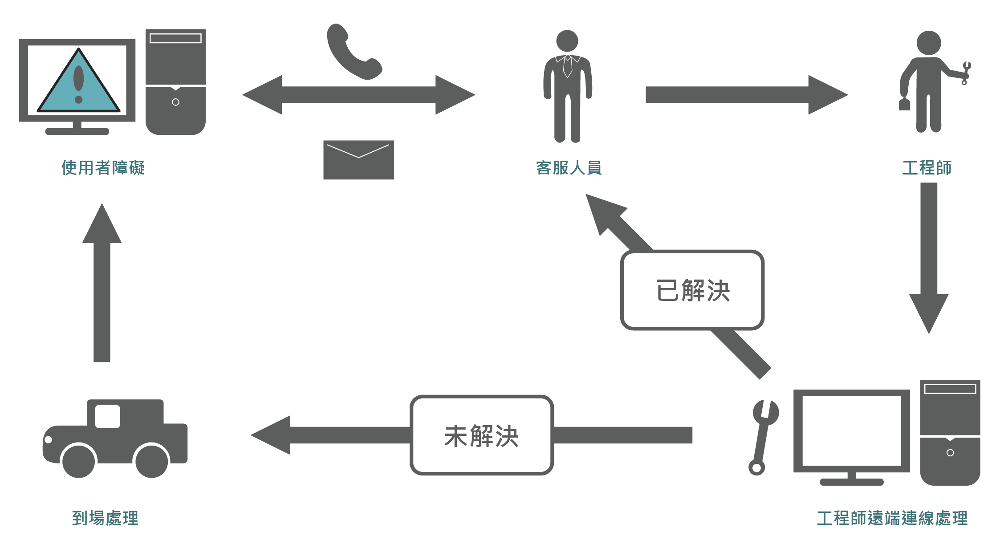 使用者障礙
客服人員
工程師
已解決
未解決
到場處理
工程師遠端連線處理